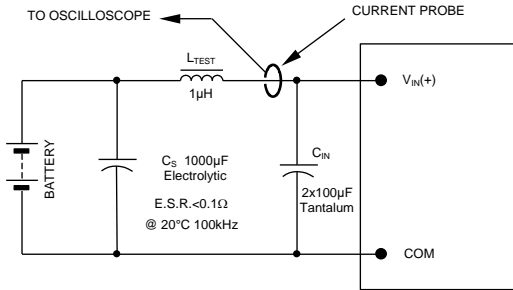 TO OSCILLOSCOPE
CURRENT PROBE
LTEST
1µH
VIN(+)
BATTERY
CS 1000µF
Electrolytic
E.S.R.<0.1Ω
@ 20°C 100kHz
CIN
2x100µF
Tantalum
COM